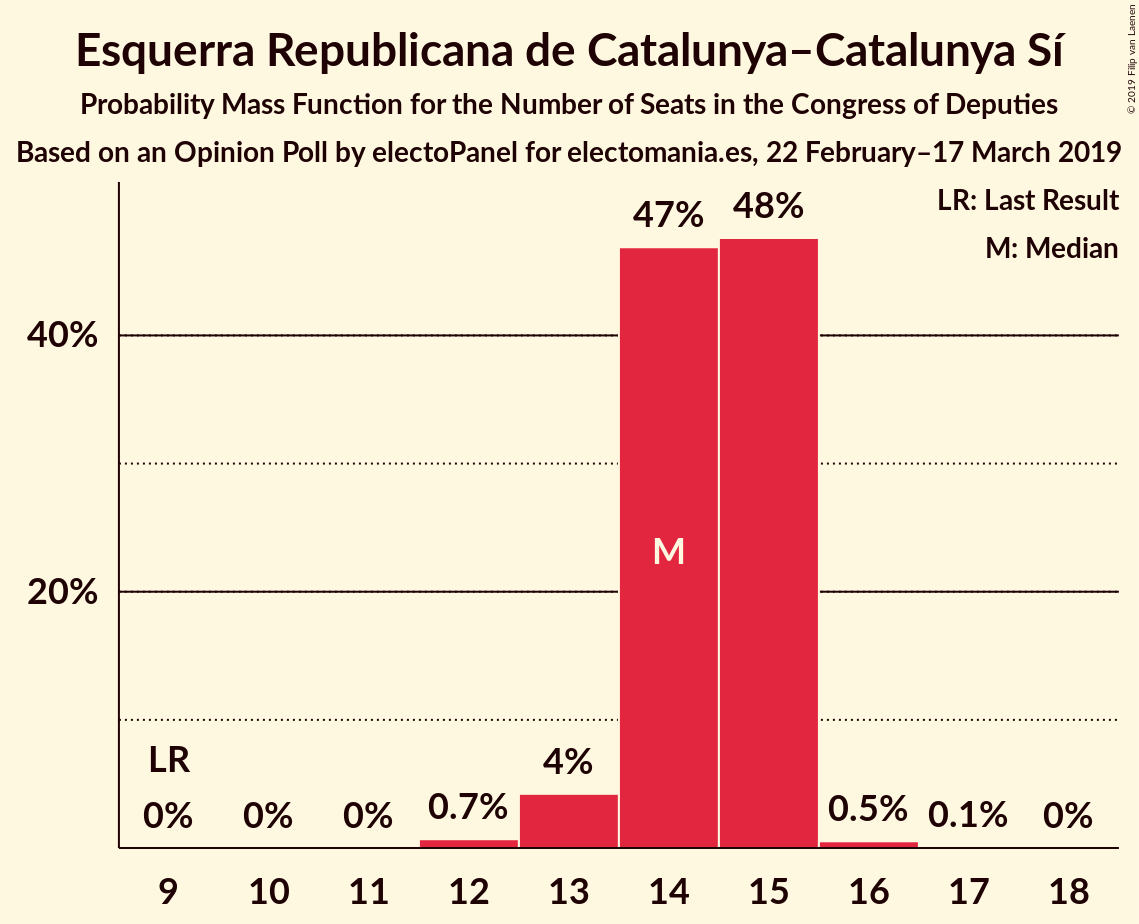 Esquerra Republicana de Catalunya–Catalunya Sí
Probability Mass Function for the Number of Seats in the Congress of Deputies
Based on an Opinion Poll by electoPanel for electomania.es, 22 February–17 March 2019
© 2019 Filip van Laenen
LR: Last Result
M: Median
47% 48%
40%
M
20%
LR
0% 0% 0% 0.7% 4% 0.5% 0.1% 0%
9 10 11 12 13 14 15 16 17 18